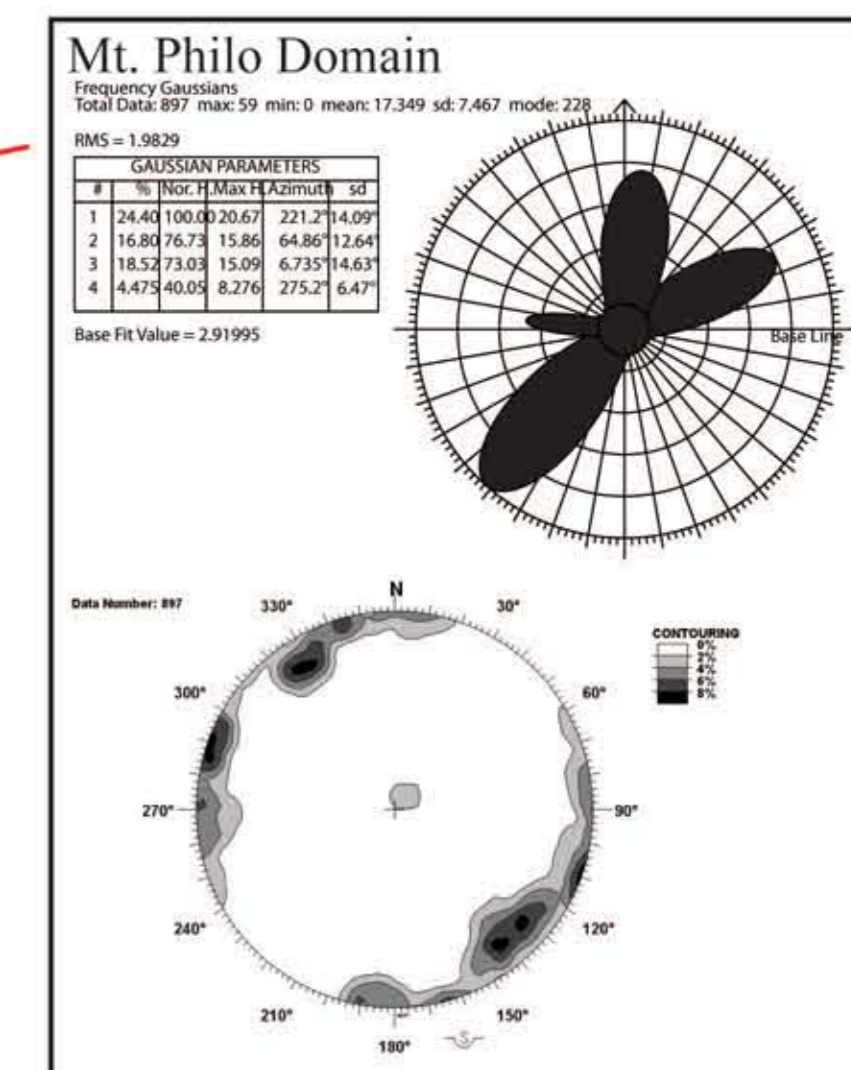 Mt. Philo Domain
Frequency Gaussians
Total Data: 897 max: 59 min: 0 mean: 17.349 sd: 7.467 mode: 228
RMS = 1.9829
GAUSSIAN PARAMETERS
# % Nor. H. Max H. Azimuth sd
1 24.40 100.00 20.67 221.2° 14.09°
2 16.80 76.73 15.86 64.86° 12.64°
3 18.52 73.03 15.09 6.735° 14.63°
4 4.475 40.05 8.276 275.2° 6.47°
Base Fit Value = 2.91995
Base Line
Data Number: 897
N
330°
30°
CONTOURING
0%
2%
4%
6%
8%
300°
60°
270°
90°
240°
120°
210°
150°
180°
S